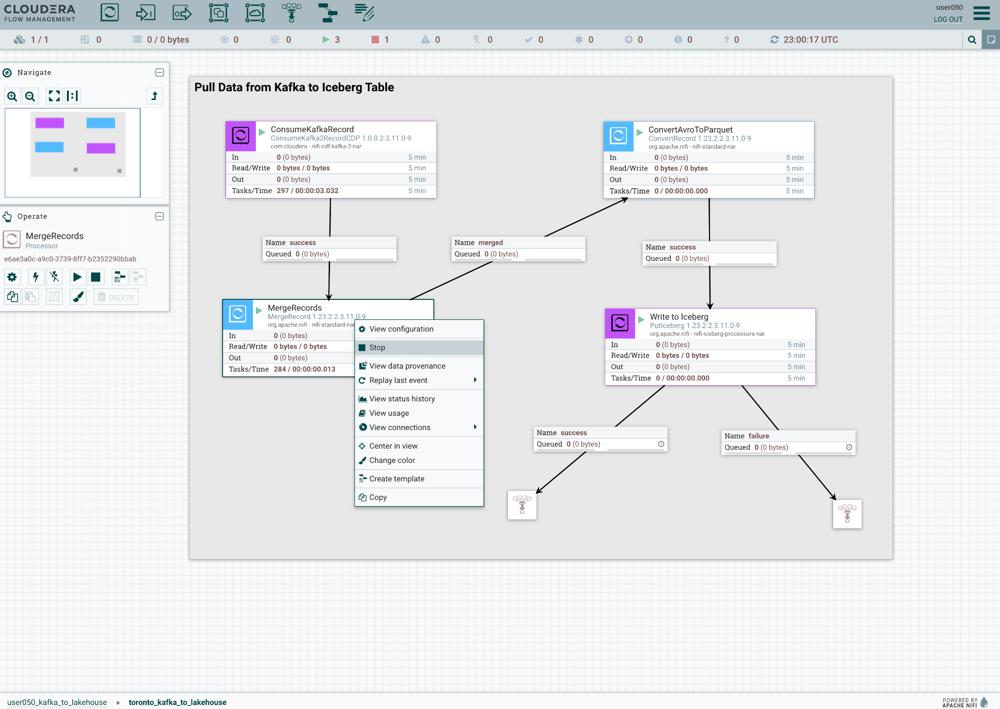 CLOUDERA
FLOW MANAGEMENT
user050
LOG OUT
1 / 1
0
0 / 0 bytes
0
0
3
1
0
0
0
0
0
0
? 0
23:00:17 UTC
Navigate
Operate
MergeRecords
Processor
e6ae3a0c-a9c0-3739-8ff7-b2352290bbab
DELETE
Pull Data from Kafka to Iceberg Table
ConsumeKafkaRecord
ConsumeKafka2RecordCDP 1.0.0.2.3.11.0-9
com.cloudera - nifi-cdf-kafka-2-nar
In 0 (0 bytes) 5 min
Read/Write 0 bytes / 0 bytes 5 min
Out 0 (0 bytes) 5 min
Tasks/Time 297 / 00:00:03.032 5 min
ConvertAvroToParquet
ConvertRecord 1.23.2.2.3.11.0-9
org.apache.nifi - nifi-standard-nar
In 0 (0 bytes) 5 min
Read/Write 0 bytes / 0 bytes 5 min
Out 0 (0 bytes) 5 min
Tasks/Time 0 / 00:00:00.000 5 min
Name success
Queued 0 (0 bytes)
Name merged
Queued 0 (0 bytes)
Name success
Queued 0 (0 bytes)
MergeRecords
MergeRecord 1.23.2.2.3.11.0-9
org.apache.nifi - nifi-standard-nar
In 0 (0 bytes)
Read/Write 0 bytes / 0 bytes
Out 0 (0 bytes)
Tasks/Time 284 / 00:00:00.013
View configuration
Stop
View data provenance
Replay last event
View status history
View usage
View connections
Center in view
Change color
Create template
Copy
Write to Iceberg
PutIceberg 1.23.2.2.3.11.0-9
org.apache.nifi - nifi-iceberg-processors-nar
In 0 (0 bytes) 5 min
Read/Write 0 bytes / 0 bytes 5 min
Out 0 (0 bytes) 5 min
Tasks/Time 0 / 00:00:00.000 5 min
Name success
Queued 0 (0 bytes)
Name failure
Queued 0 (0 bytes)
user050_kafka_to_lakehouse » toronto_kafka_to_lakehouse
POWERED BY
APACHE NIFI